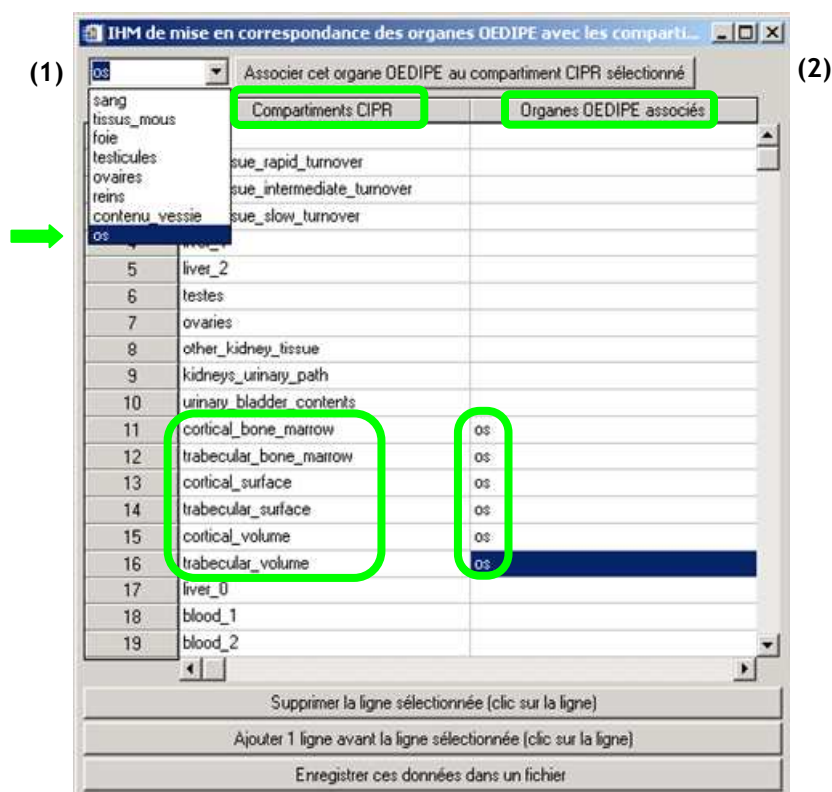 IHM de mise en correspondance des organes OEDIPE avec les comparti...
(1) os Associer cet organe OEDIPE au compartiment CIPR sélectionné (2)
sang
tissus_mous
foie
testicules
ovaires
reins
contenu_vessie
os
Compartiments CIPR Organes OEDIPE associés
sue_rapid_turnover
sue_intermediate_turnover
sue_slow_turnover
5 liver_2
6 testes
7 ovaries
8 other_kidney_tissue
9 kidneys_urinary_path
10 urinary_bladder_contents
11 cortical_bone_marrow os
12 trabecular_bone_marrow os
13 cortical_surface os
14 trabecular_surface os
15 cortical_volume os
16 trabecular_volume os
17 liver_0
18 blood_1
19 blood_2
Supprimer la ligne sélectionnée (clic sur la ligne)
Ajouter 1 ligne avant la ligne sélectionnée (clic sur la ligne)
Enregistrer ces données dans un fichier